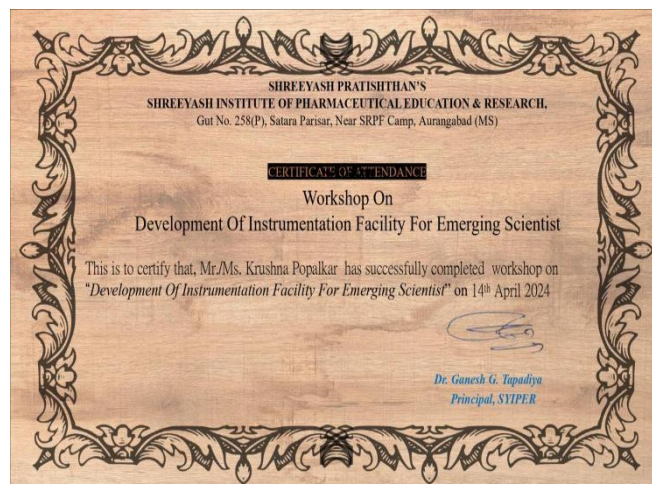 SHREEYASH PRATISHTHAN'S
SHREEYASH INSTITUTE OF PHARMACEUTICAL EDUCATION & RESEARCH,
Gut No. 258(P), Satara Parisar, Near SRPF Camp, Aurangabad (MS)
CERTIFICATE OF ATTENDANCE
Workshop On
Development Of Instrumentation Facility For Emerging Scientist
This is to certify that, Mr./Ms. Krushna Popalkar has successfully completed workshop on
"Development Of Instrumentation Facility For Emerging Scientist" on 14th April 2024
Dr. Ganesh G. Tapadiya
Principal, SYIPER